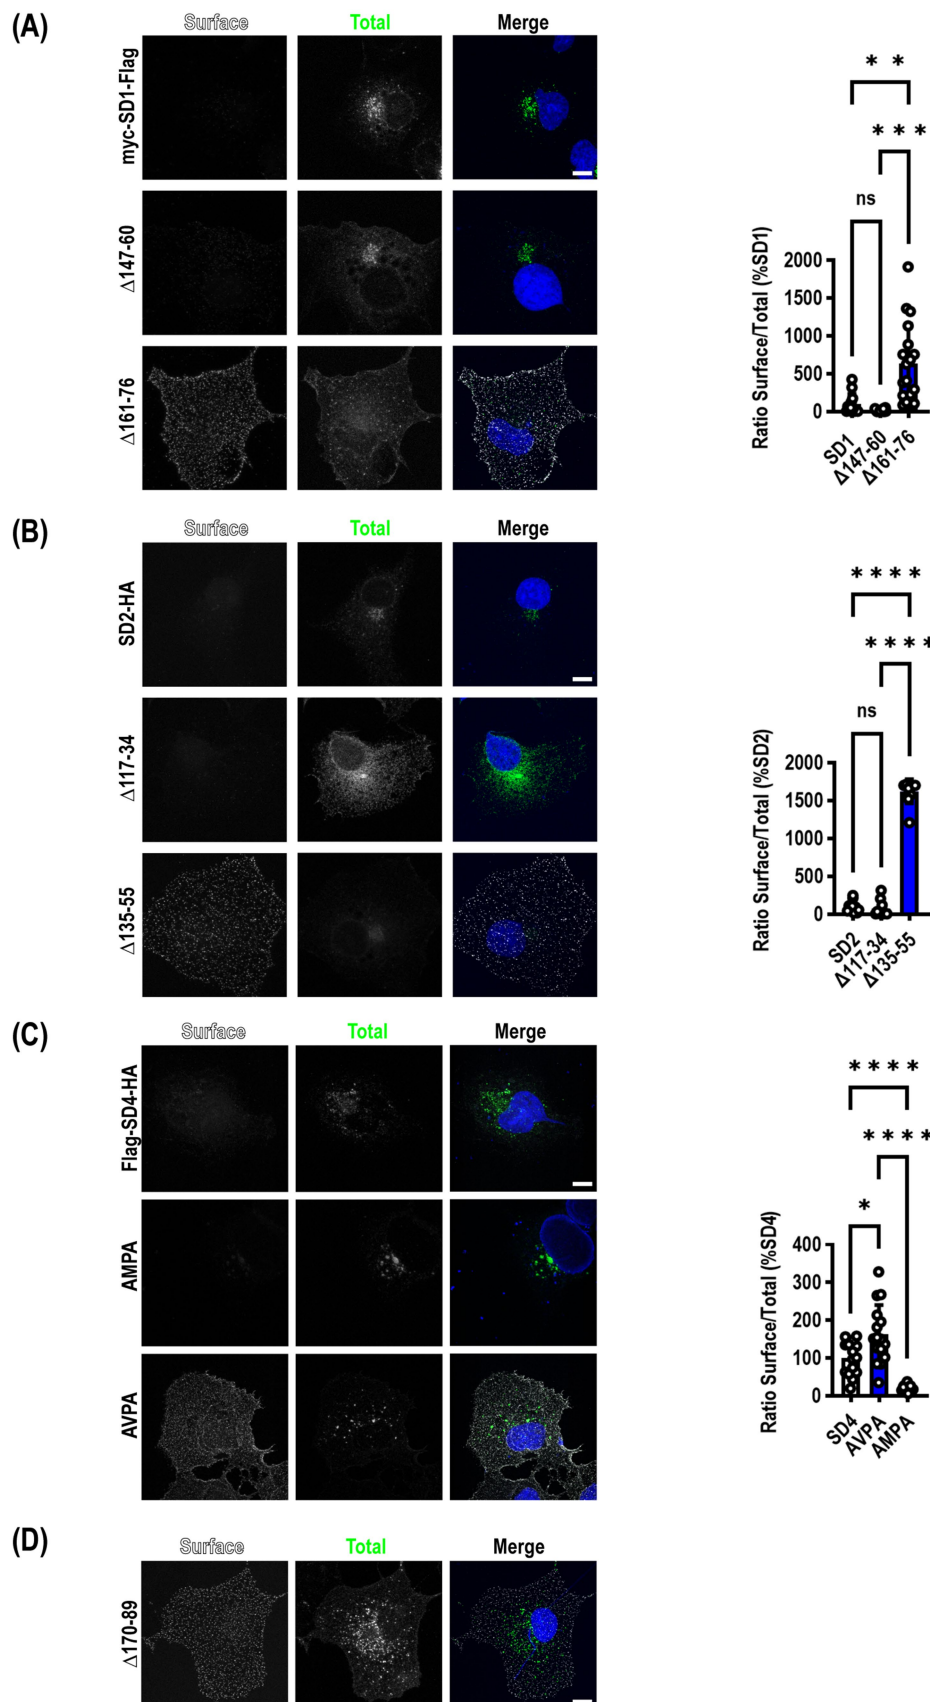 (A)
Surface Total Merge
myc-SD1-Flag
Δ147-60
Δ161-76
* *
* * *
ns
Ratio Surface/Total (%SD1)
2000
1500
1000
500
0
SD1
Δ147-60
Δ161-76
(B)
Surface Total Merge
SD2-HA
Δ117-34
Δ135-55
* * * *
* * * *
ns
Ratio Surface/Total (%SD2)
2000
1500
1000
500
0
SD2
Δ117-34
Δ135-55
(C)
Surface Total Merge
Flag-SD4-HA
AMPA
AVPA
* * * *
* * * *
*
Ratio Surface/Total (%SD4)
400
300
200
100
0
SD4
AVPA
AMPA
(D)
Surface Total Merge
Δ170-89